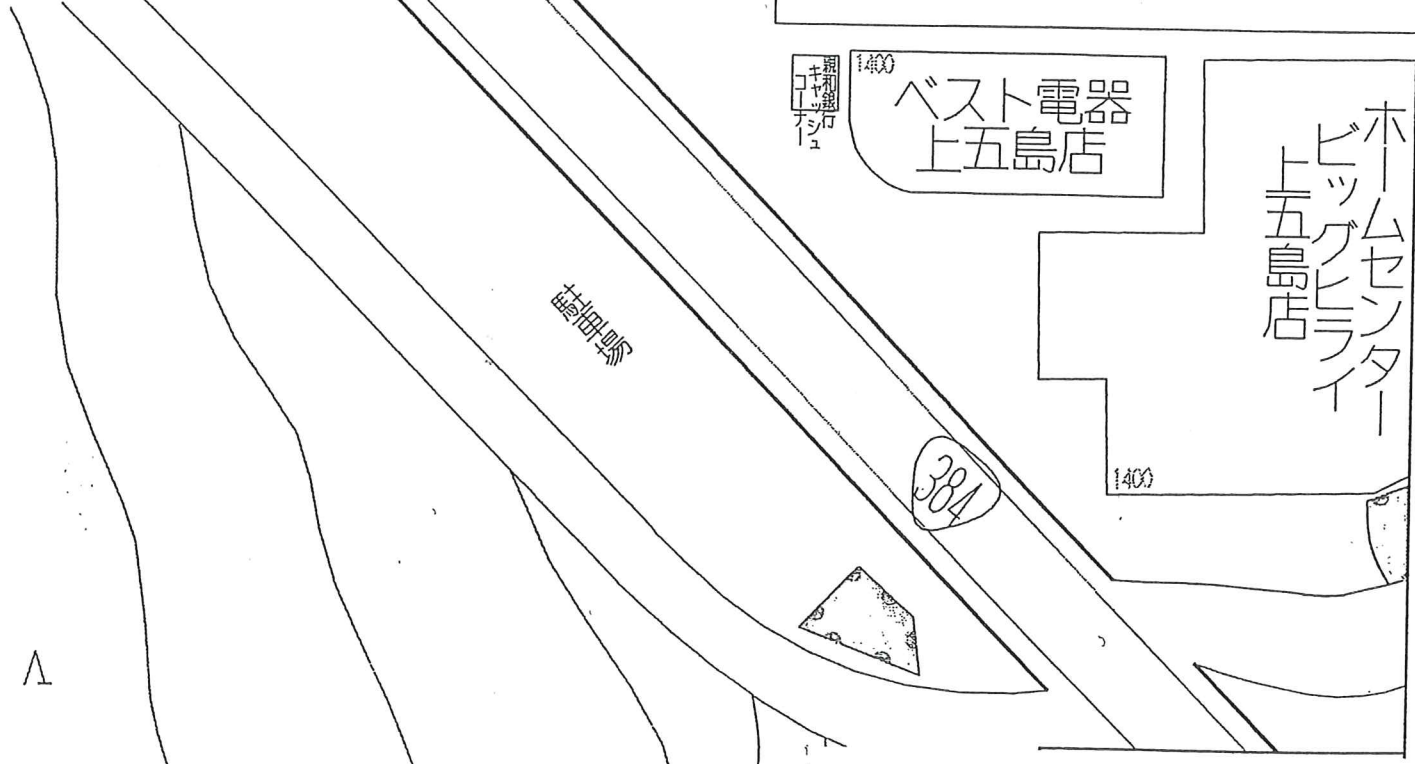 親和銀行
キャッシュ
コーナー
1400
ベスト電器
上五島店
ホームセンター
ビッグヒライ
上五島店
駐車場
384
1400